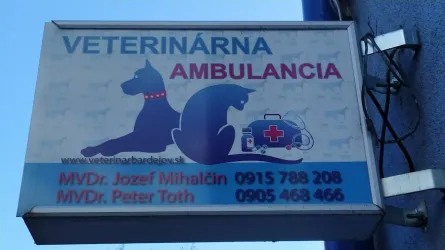 VETERINÁRNA
AMBULANCIA
www.veterinarbardejov.sk
MVDr. Jozef Mihalčin 0915 788 208
MVDr. Peter Toth 0905 468 466